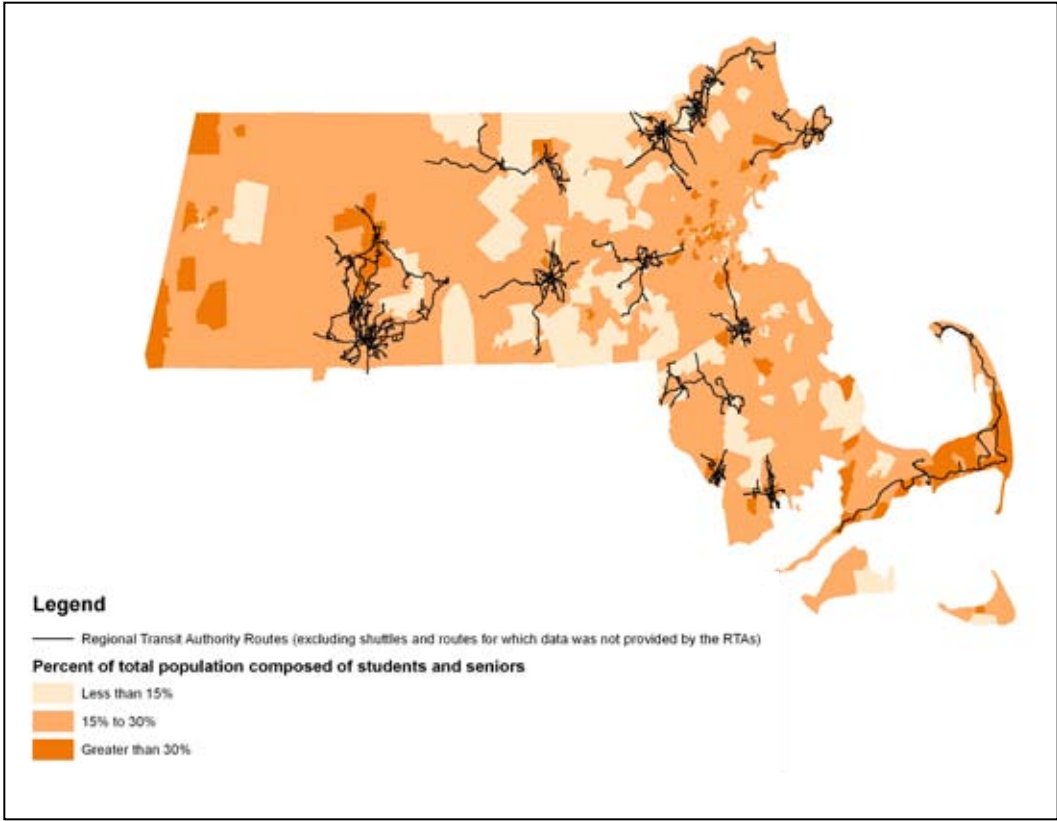 Legend
Regional Transit Authority Routes (excluding shuttles and routes for which data was not provided by the RTAs)
Percent of total population composed of students and seniors
Less than 15%
15% to 30%
Greater than 30%